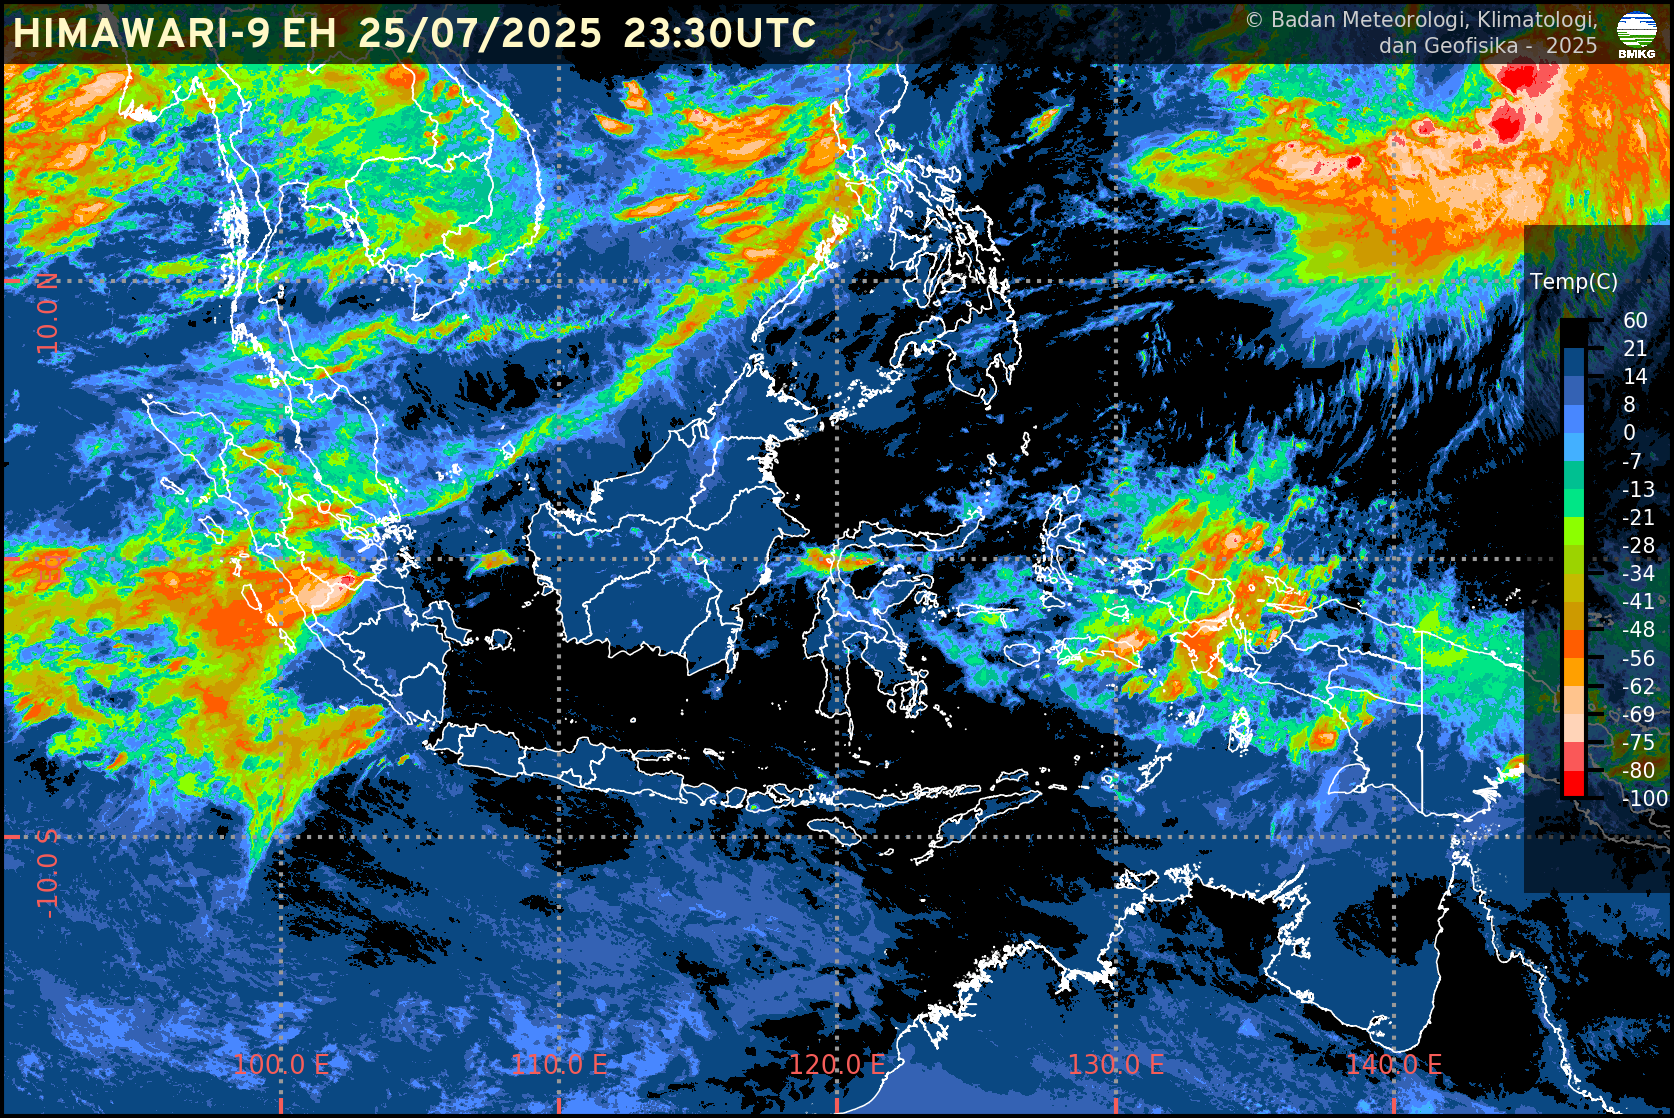 HIMAWARI-9 EH 25/07/2025 23:30UTC
© Badan Meteorologi, Klimatologi,
dan Geofisika - 2025
BMKG
Temp(C)
60
21
14
8
0
-7
-13
-21
-28
-34
-41
-48
-56
-62
-69
-75
-80
-100
10.0 N
-10.0 S
100.0 E
110.0 E
120.0 E
130.0 E
140.0 E